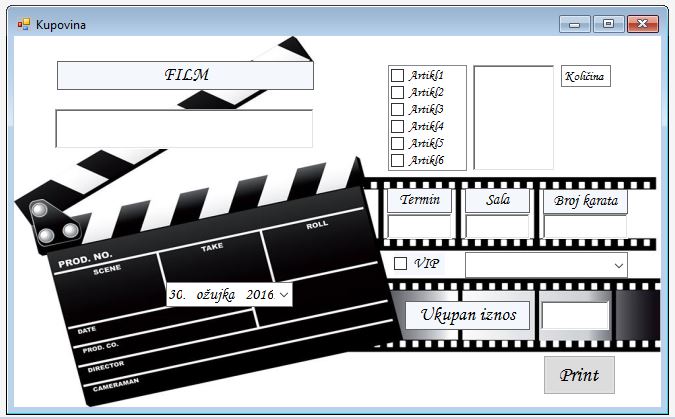 Kupovina
FILM
Artikl1
Artikl2
Artikl3
Artikl4
Artikl5
Artikl6
Količina
Termin
Sala
Broj karata
PROD. NO.
SCENE
TAKE
ROLL
VIP
30. ožujka 2016.
DATE
PROD. CO.
DIRECTOR
CAMERAMAN
Ukupan iznos
Print